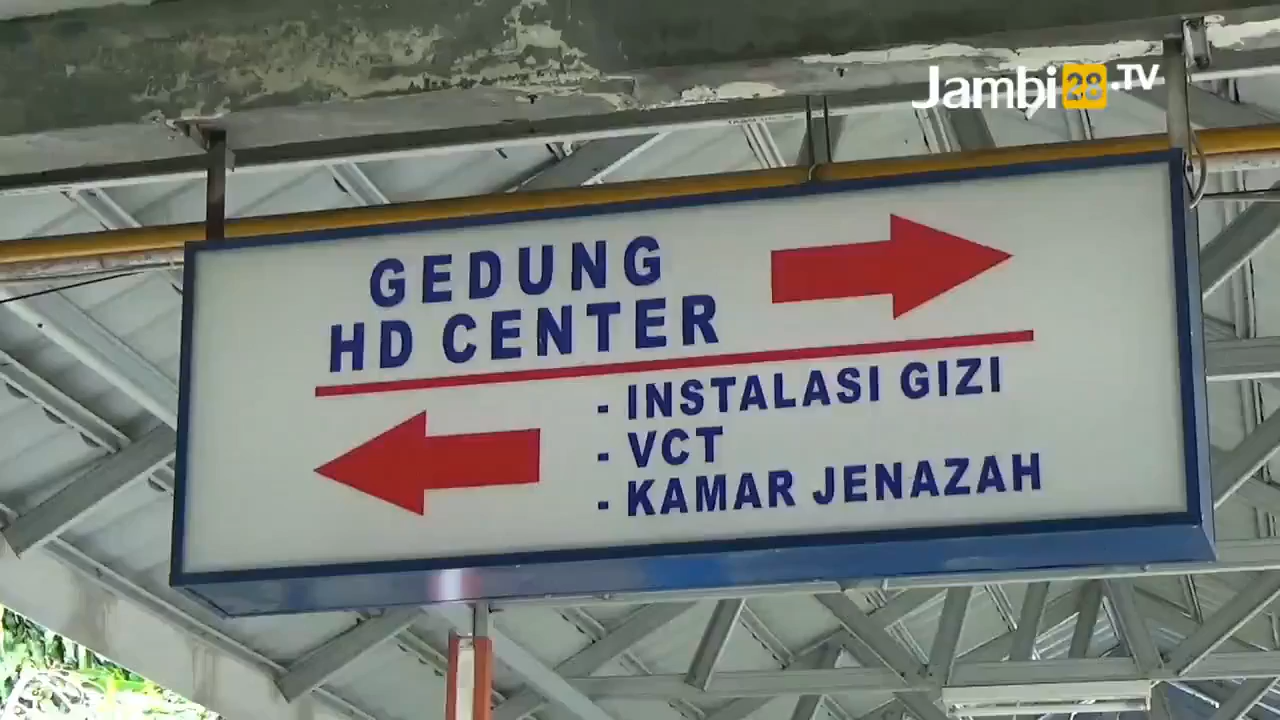 Jambi28.TV
GEDUNG
HD CENTER
- INSTALASI GIZI
- VCT
- KAMAR JENAZAH